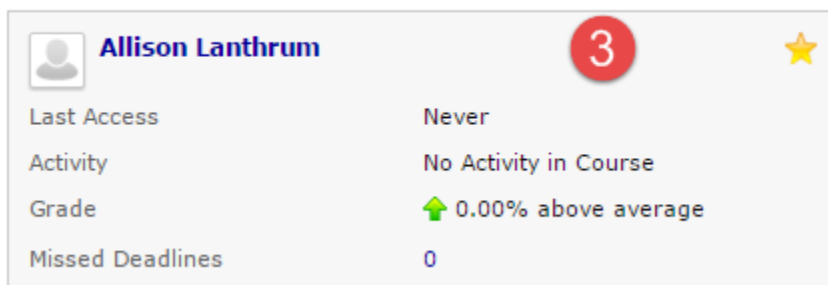 Allison Lanthrum 3
Last Access Never
Activity No Activity in Course
Grade 0.00% above average
Missed Deadlines 0